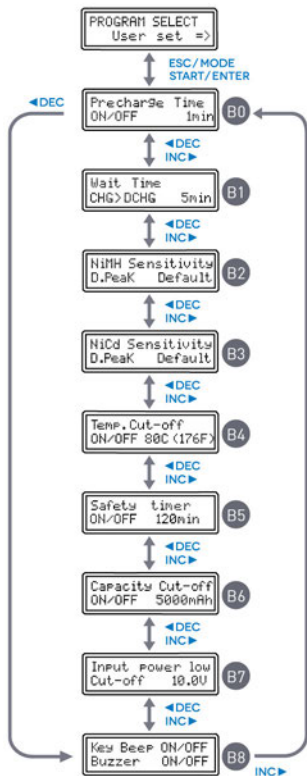 PROGRAM SELECT
User set =>
ESC/MODE
START/ENTER
◄DEC
Precharge Time
ON/OFF 1min
B0
◄DEC
INC►
Wait Time
CHG>DCHG 5min
B1
◄DEC
INC►
NiMH Sensitivity
D.Peak Default
B2
◄DEC
INC►
NiCd Sensitivity
D.Peak Default
B3
◄DEC
INC►
Temp.Cut-off
ON/OFF 80C(176F)
B4
◄DEC
INC►
Safety timer
ON/OFF 120min
B5
◄DEC
INC►
Capacity Cut-off
ON/OFF 5000mAh
B6
◄DEC
INC►
Input power low
Cut-off 10.0V
B7
◄DEC
INC►
Key Beep ON/OFF
Buzzer ON/OFF
B8
INC►